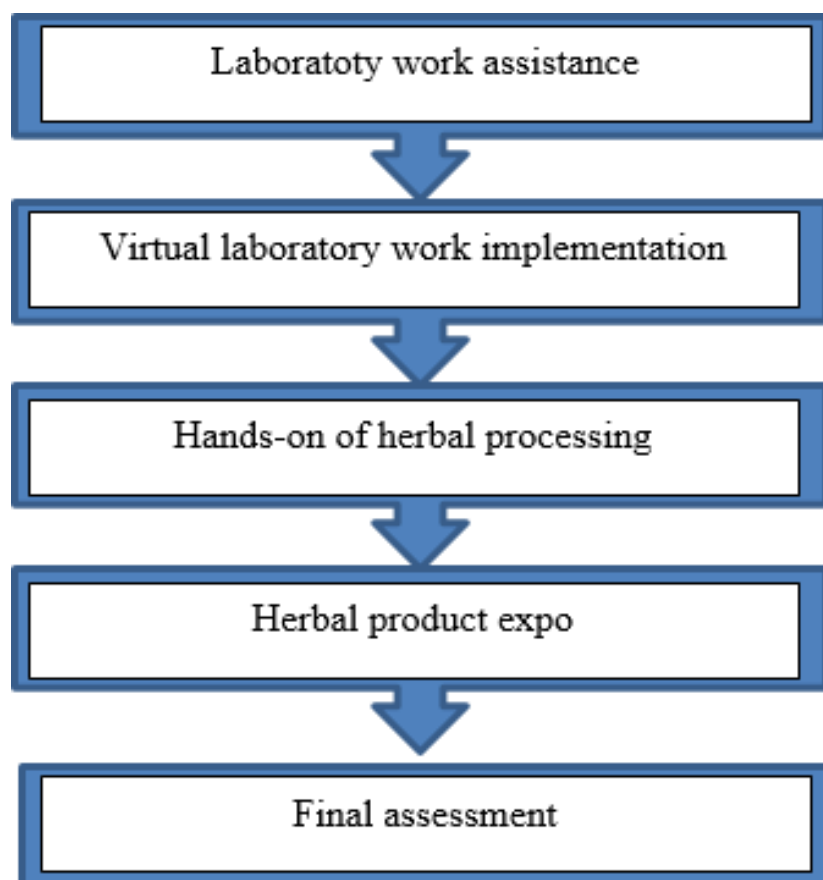 Laboratoty work assistance
Virtual laboratory work implementation
Hands-on of herbal processing
Herbal product expo
Final assessment